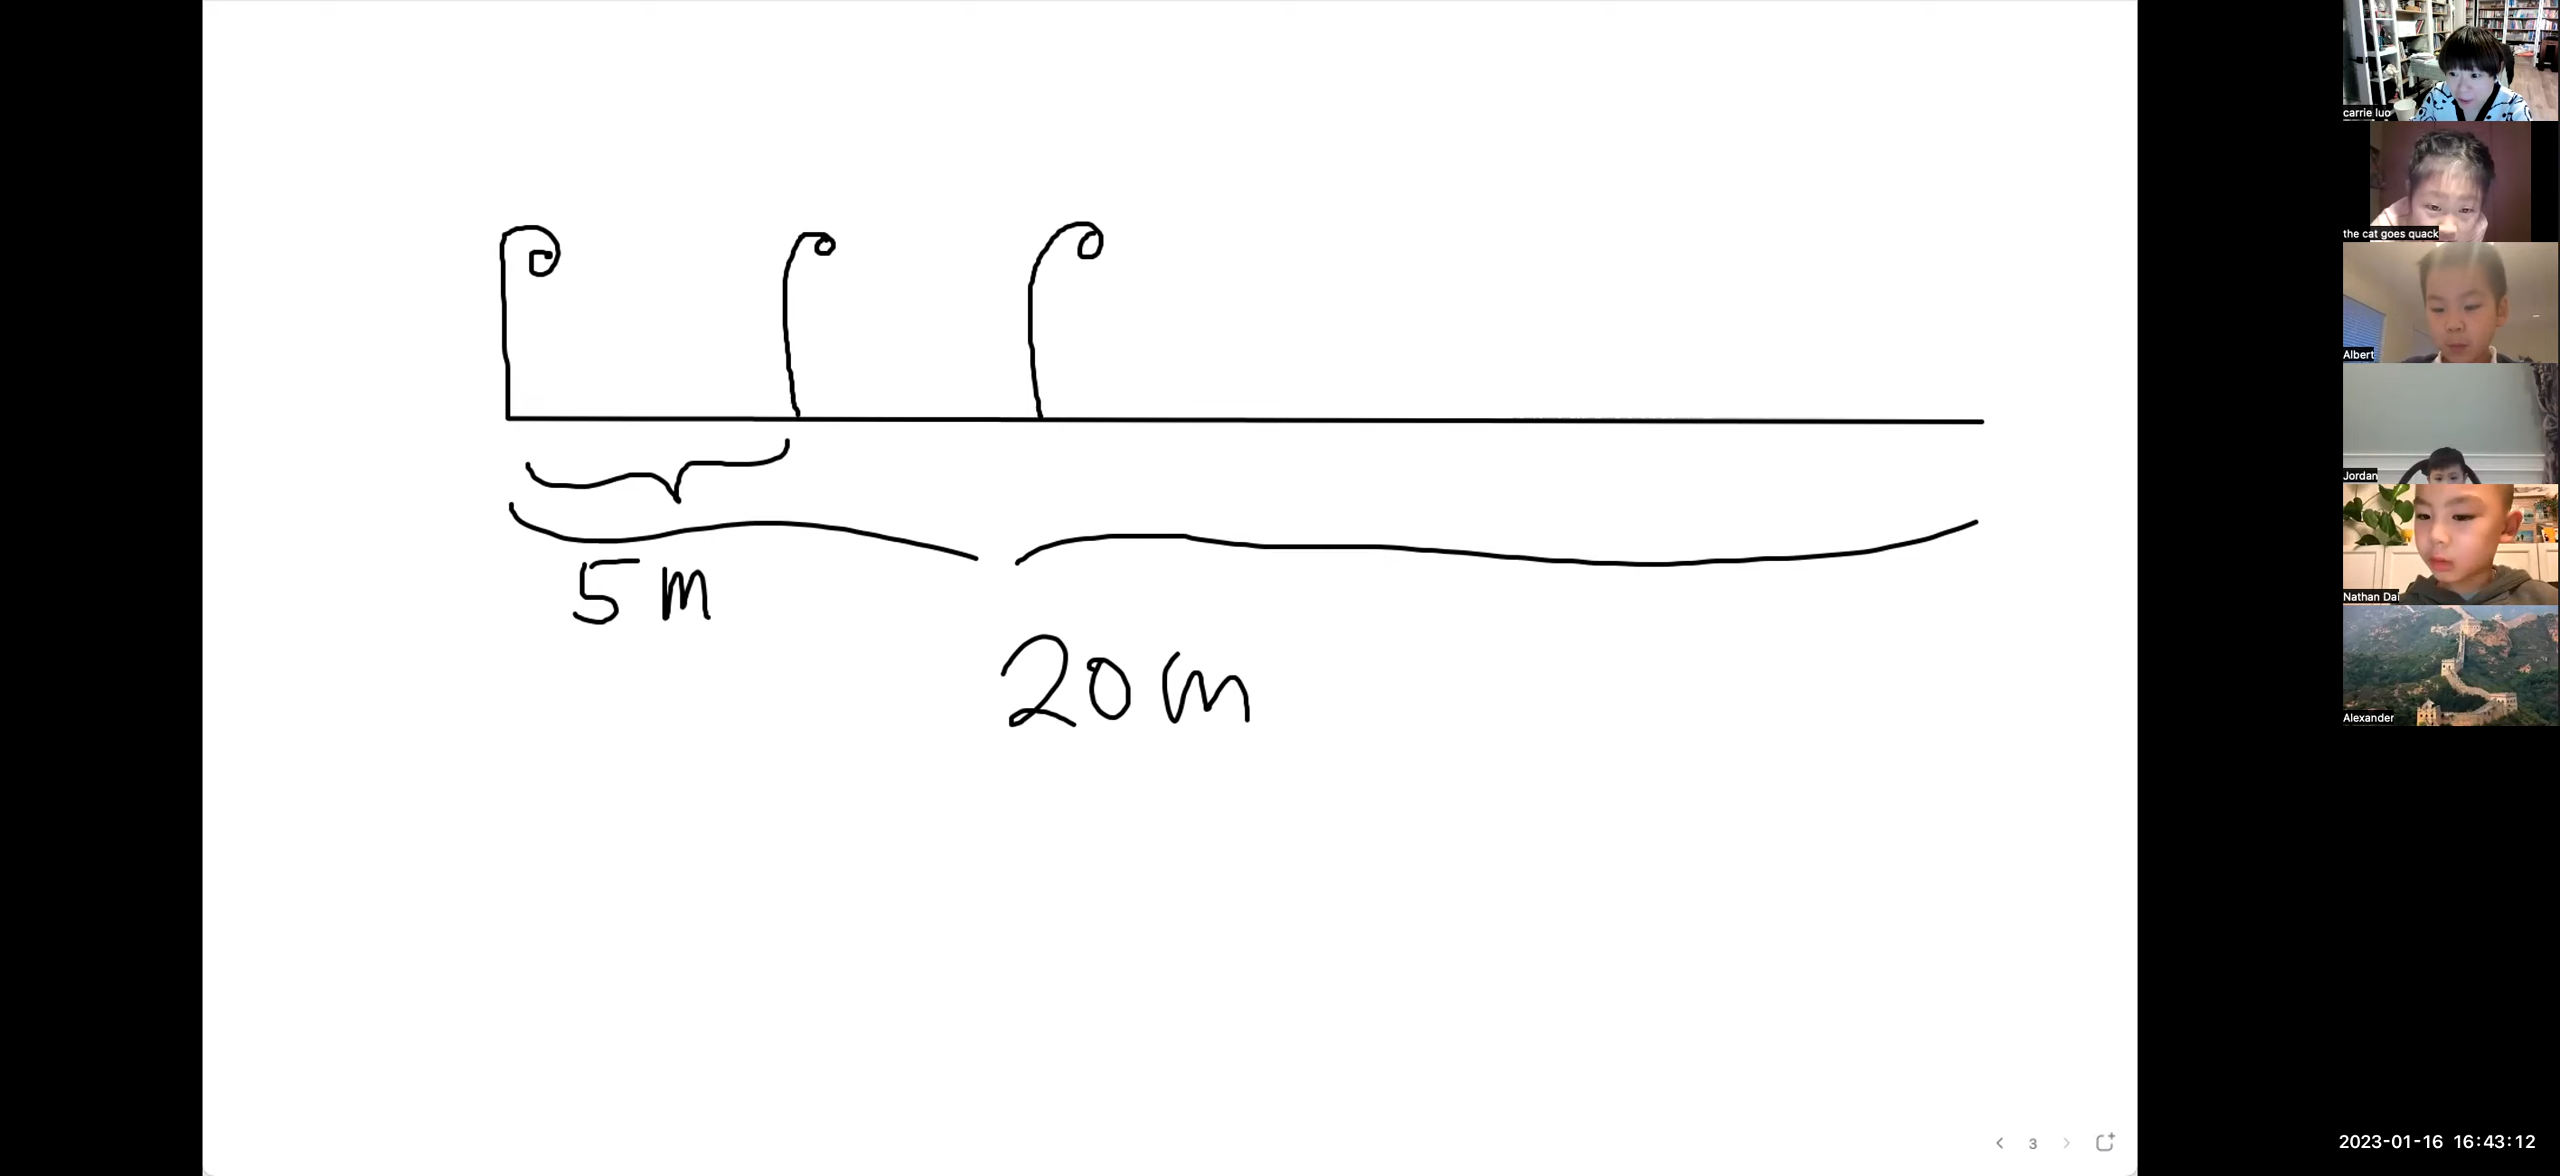 carrie luo
the cat goes quack
Albert
Jordan
5 m
Nathan Dai
20 m
Alexander
3
2023-01-16 16:43:12